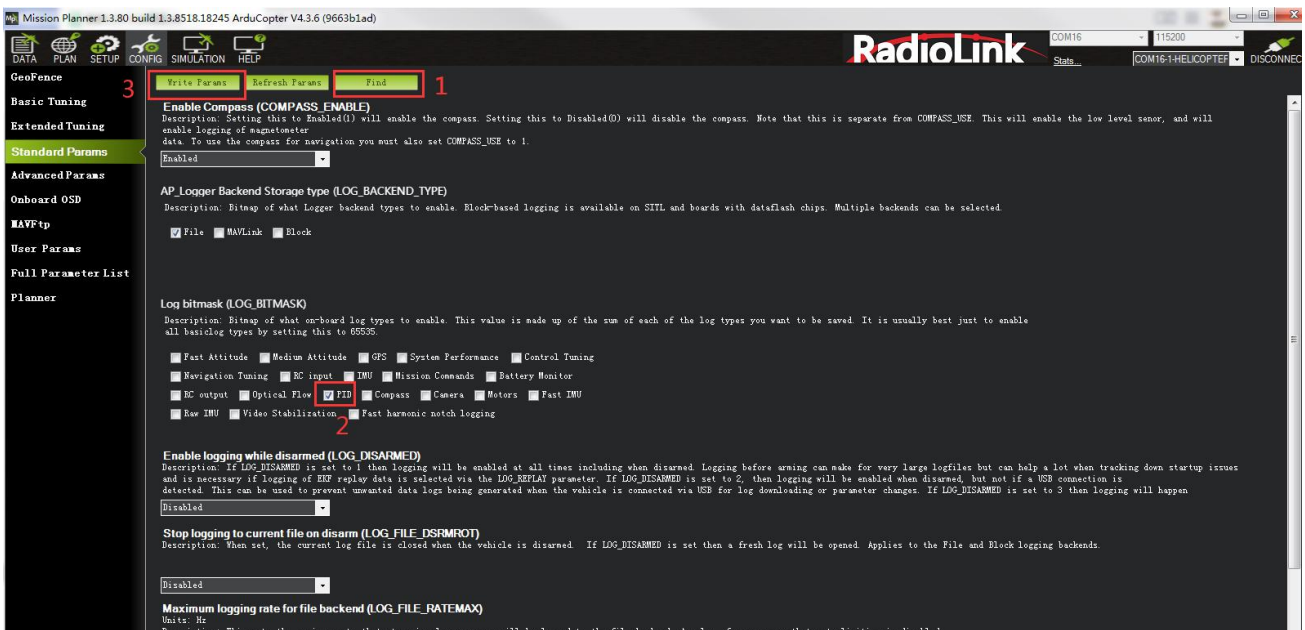 Mission Planner 1.3.80 build 1.3.8518.18245 ArduCopter V4.3.6 (9663b1ad)
DATA PLAN SETUP CONFIG SIMULATION HELP
RadioLink
COM16 115200
Stats... COM16-1-HELICOPTER DISCONNEC
GeoFence
Basic Tuning
Extended Tuning
Standard Params
Advanced Params
Onboard OSD
MAVFtp
User Params
Full Parameter List
Planner
3 Write Params Refresh Params Find 1
Enable Compass (COMPASS_ENABLE)
Description: Setting this to Enabled(1) will enable the compass. Setting this to Disabled(0) will disable the compass. Note that this is separate from COMPASS_USE. This will enable the low level senor, and will
enable logging of magnetometer
data. To use the compass for navigation you must also set COMPASS_USE to 1.
Enabled
AP_Logger Backend Storage type (LOG_BACKEND_TYPE)
Description: Bitmap of what Logger backend types to enable. Block-based logging is available on SITL and boards with dataflash chips. Multiple backends can be selected.
File MAVLink Block
Log bitmask (LOG_BITMASK)
Description: Bitmap of what on-board log types to enable. This value is made up of the sum of each of the log types you want to be saved. It is usually best just to enable
all basiclog types by setting this to 65535.
Fast Attitude Medium Attitude GPS System Performance Control Tuning
Navigation Tuning RC input IMU Mission Commands Battery Monitor
RC output Optical Flow PID Compass Camera Motors Fast IMU
Raw IMU Video Stabilization Fast harmonic notch logging
2
Enable logging while disarmed (LOG_DISARMED)
Description: If LOG_DISARMED is set to 1 then logging will be enabled at all times including when disarmed. Logging before arming can make for very large logfiles but can help a lot when tracking down startup issues
and is necessary if logging of EKF replay data is selected via the LOG_REPLAY parameter. If LOG_DISARMED is set to 2, then logging will be enabled when disarmed, but not if a USB connection is
detected. This can be used to prevent unwanted data logs being generated when the vehicle is connected via USB for log downloading or parameter changes. If LOG_DISARMED is set to 3 then logging will happen
Disabled
Stop logging to current file on disarm (LOG_FILE_DSRMROT)
Description: When set, the current log file is closed when the vehicle is disarmed. If LOG_DISARMED is set then a fresh log will be opened. Applies to the File and Block logging backends.
Disabled
Maximum logging rate for file backend (LOG_FILE_RATEMAX)
Units: Hz